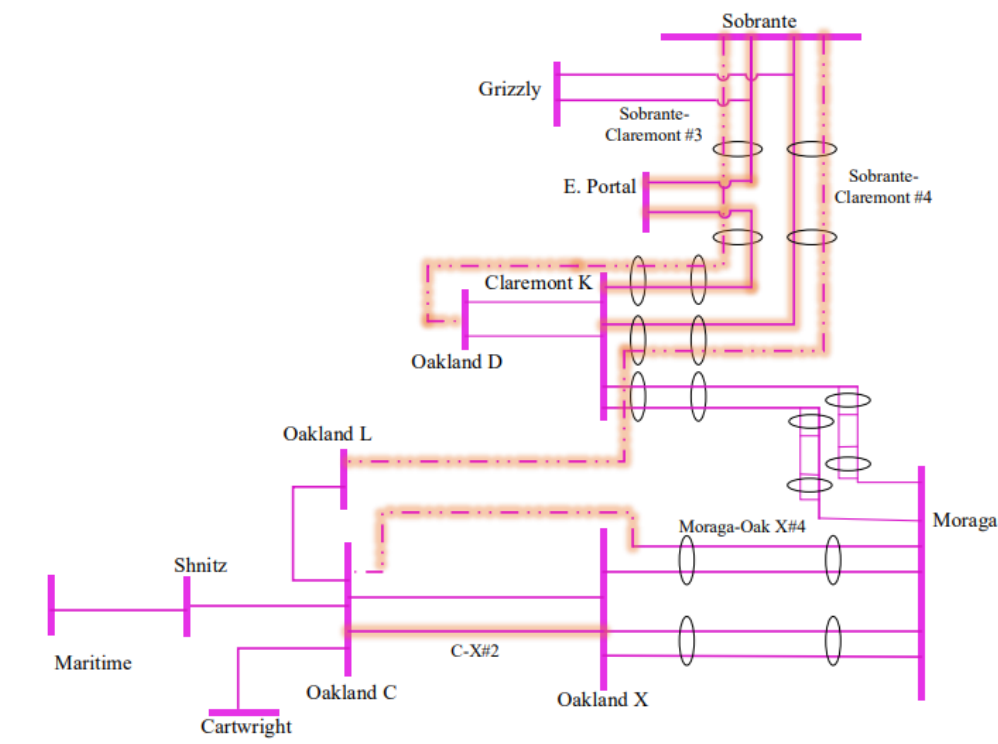 Sobrante
Grizzly
Sobrante-
Claremont #3
E. Portal
Sobrante-
Claremont #4
Claremont K
Oakland D
Oakland L
Moraga-Oak X#4
Moraga
Shnitz
Maritime
C-X#2
Oakland C
Oakland X
Cartwright